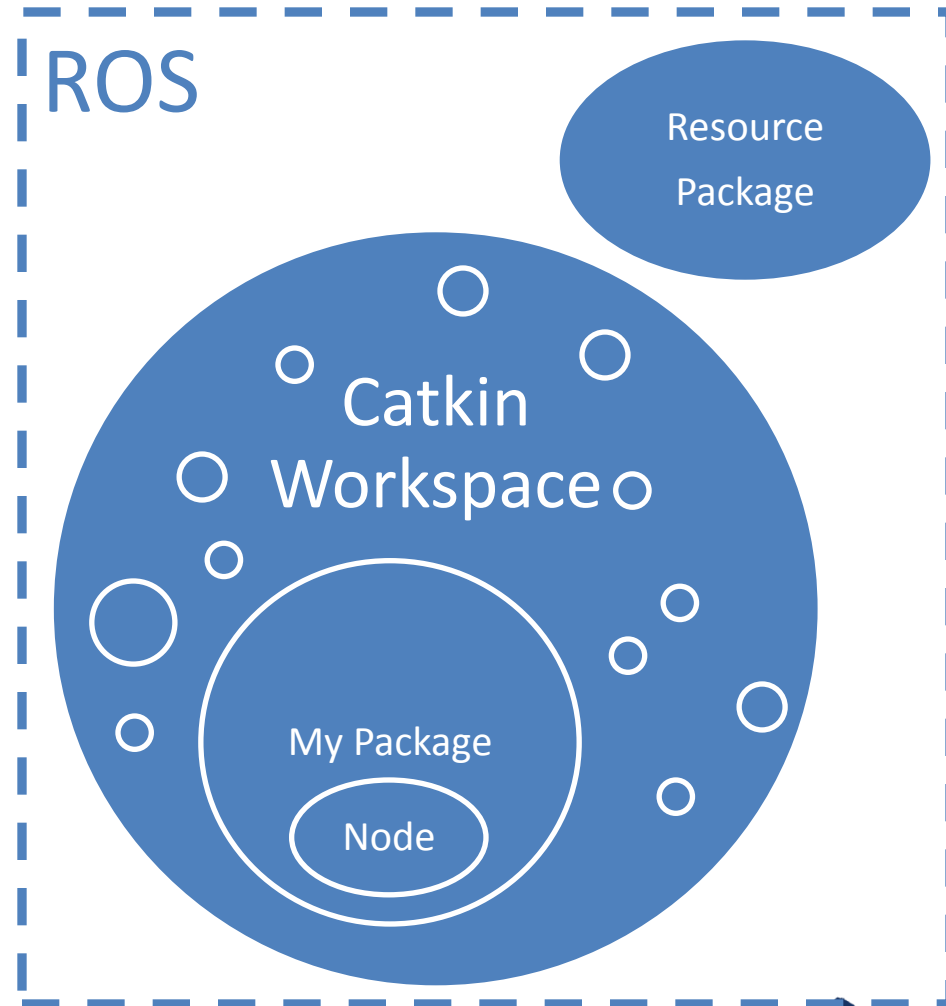 ROS
Resource
Package
Catkin
Workspace
My Package
Node